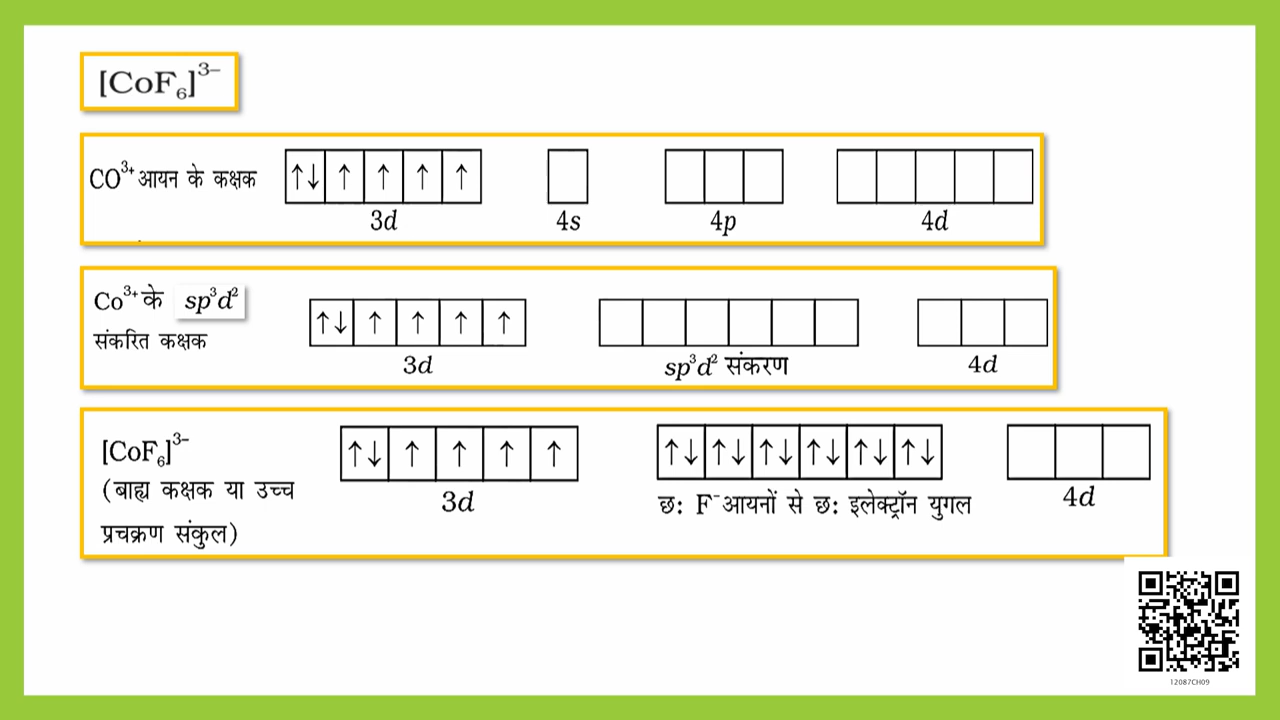 [CoF₆]³⁻
CO³⁺ आयन के कक्षक
↑↓ ↑ ↑ ↑ ↑
3d 4s 4p 4d
Co³⁺ के sp³d²
संकरित कक्षक
↑↓ ↑ ↑ ↑ ↑
3d sp³d² संकरण 4d
[CoF₆]³⁻
(बाह्य कक्षक या उच्च
प्रचक्रण संकुल)
↑↓ ↑ ↑ ↑ ↑ ↑↓ ↑↓ ↑↓ ↑↓ ↑↓ ↑↓
3d छः F⁻ आयनों से छः इलेक्ट्रॉन युगल 4d
12087CH09